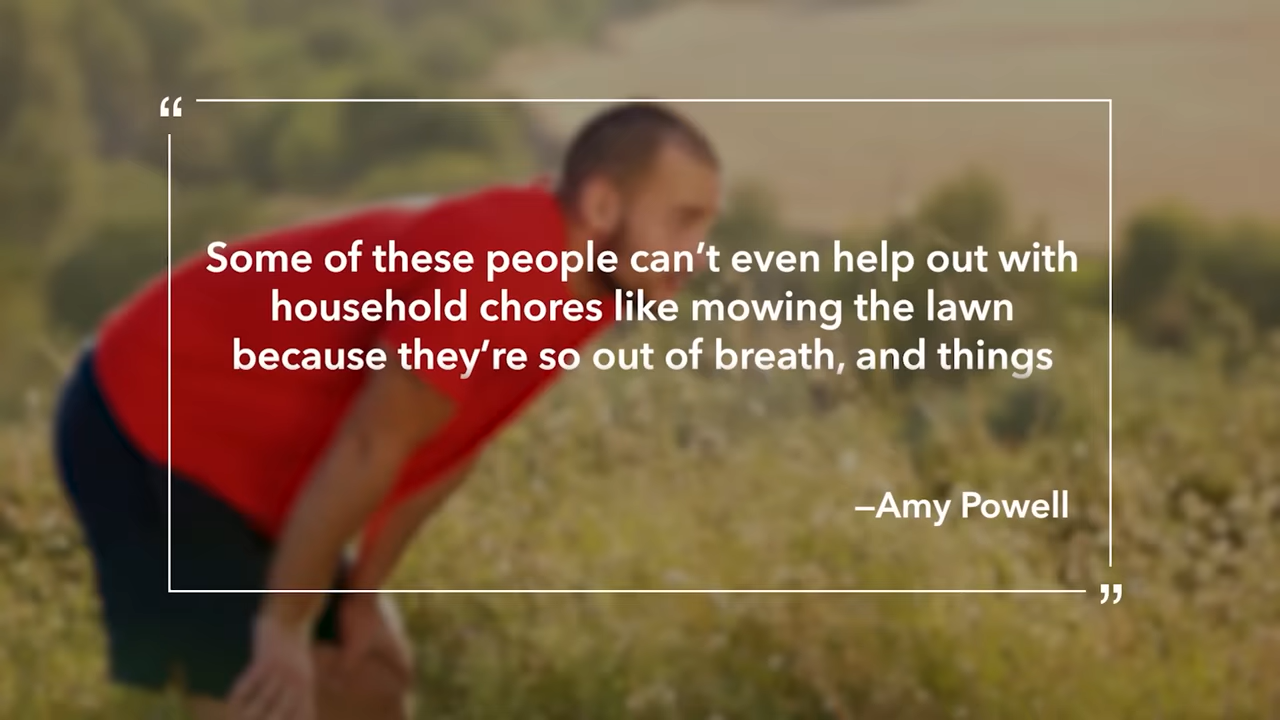 “
Some of these people can’t even help out with
household chores like mowing the lawn
because they’re so out of breath, and things
–Amy Powell
”